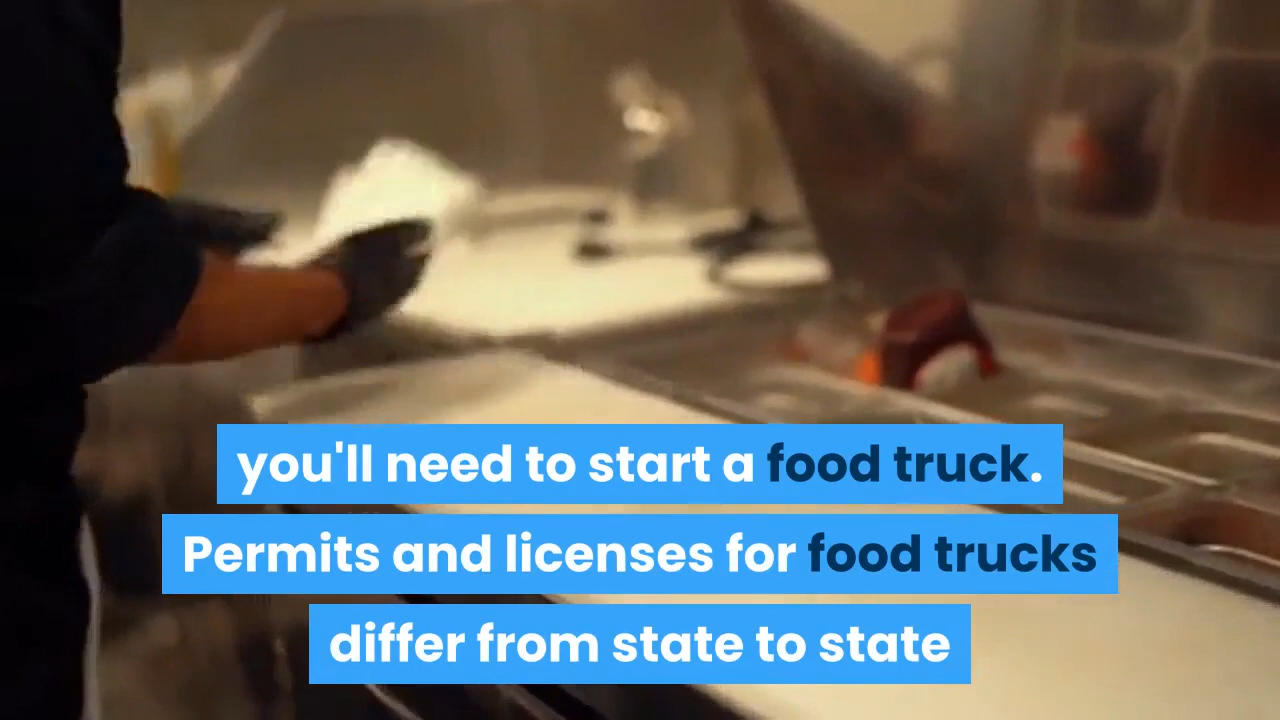 you'll need to start a food truck.
Permits and licenses for food trucks
differ from state to state